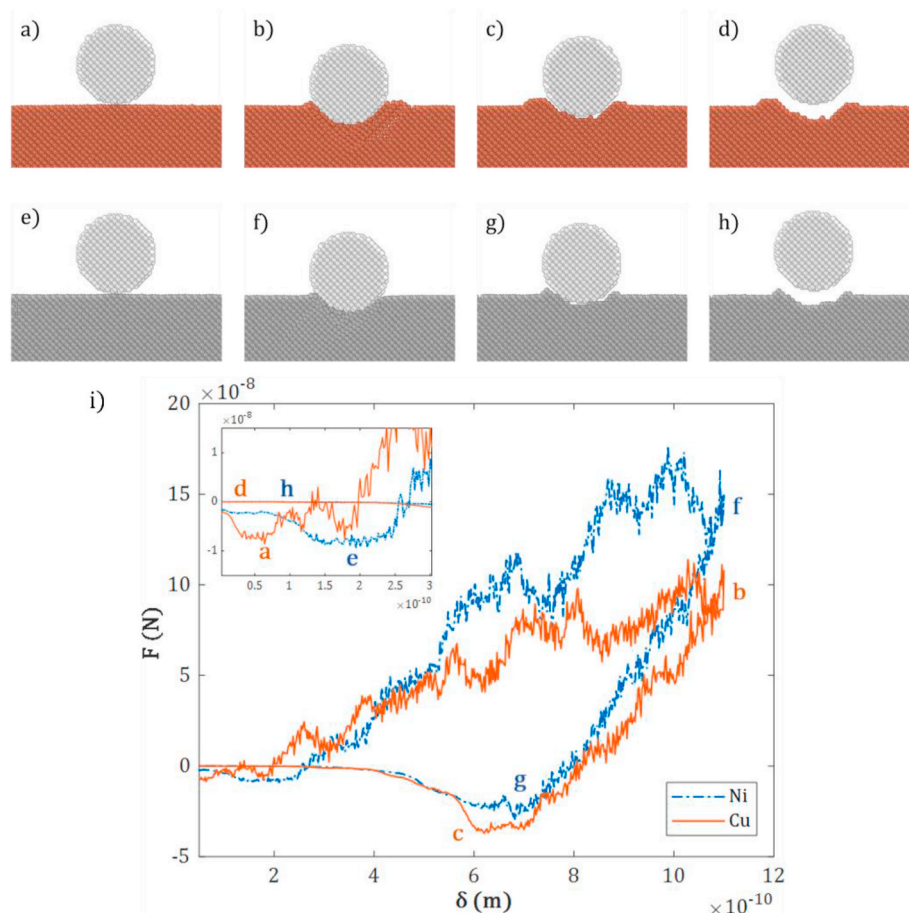 a) b) c) d)
e) f) g) h)
i)
×10⁻⁸
20
15
10
5
0
-5
F (N)
×10⁻⁸
1
0
-1
d h
a e
0.5 1 1.5 2 2.5 3
×10⁻¹⁰
f
b
g
c
Ni
Cu
2 4 6 8 10 12
δ (m)
×10⁻¹⁰